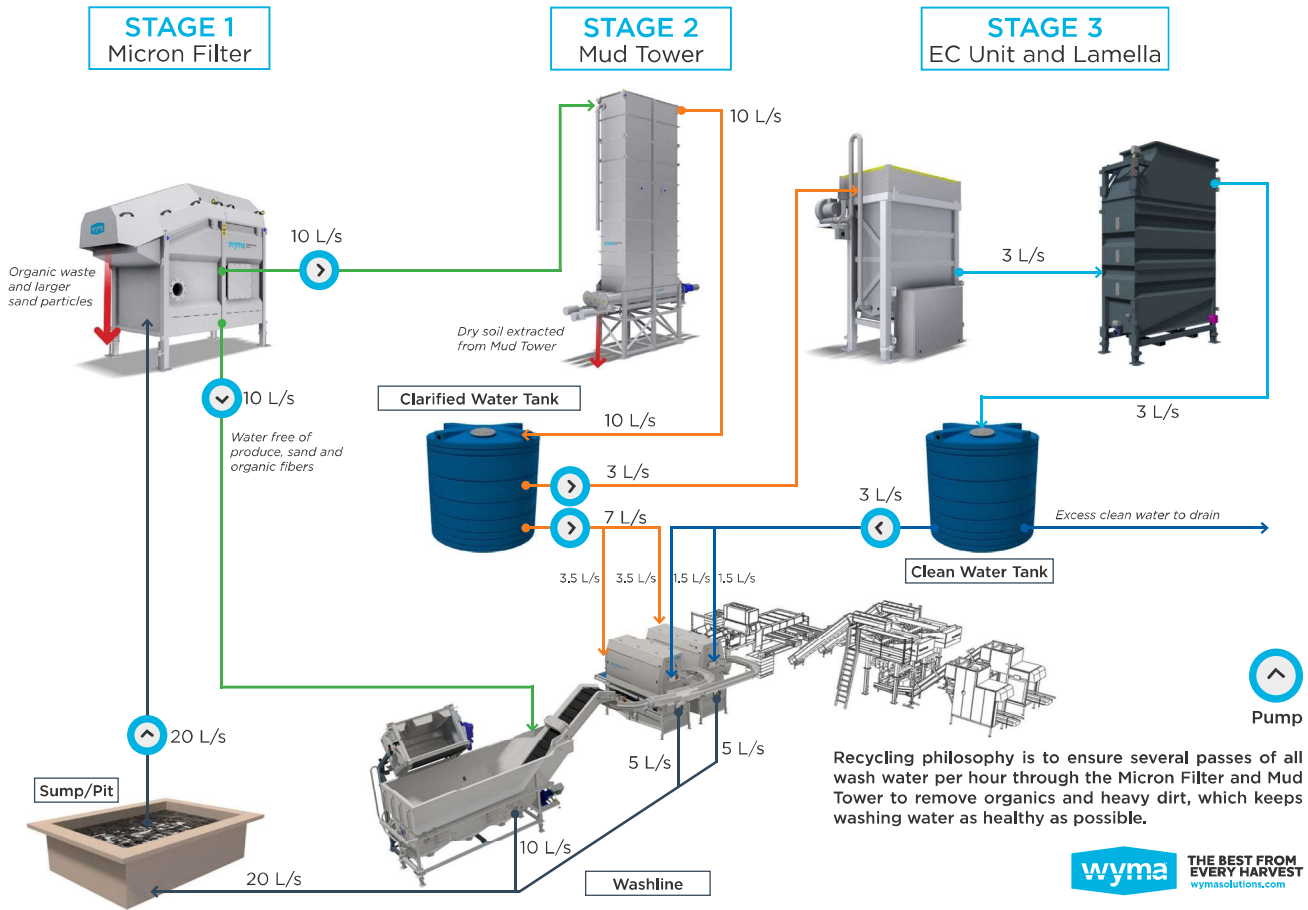 STAGE 1
Micron Filter
STAGE 2
Mud Tower
STAGE 3
EC Unit and Lamella
10 L/s
wyma
wyma
10 L/s
Organic waste
and larger
sand particles
3 L/s
Dry soil extracted
from Mud Tower
10 L/s
Clarified Water Tank
10 L/s
3 L/s
Water free of
produce, sand and
organic fibers
3 L/s
3 L/s
7 L/s
Excess clean water to drain
Clean Water Tank
3.5 L/s
3.5 L/s
1.5 L/s
1.5 L/s
Pump
20 L/s
5 L/s
5 L/s
Sump/Pit
Recycling philosophy is to ensure several passes of all
wash water per hour through the Micron Filter and Mud
Tower to remove organics and heavy dirt, which keeps
washing water as healthy as possible.
10 L/s
20 L/s
Washline
wyma
THE BEST FROM
EVERY HARVEST
wymasolutions.com